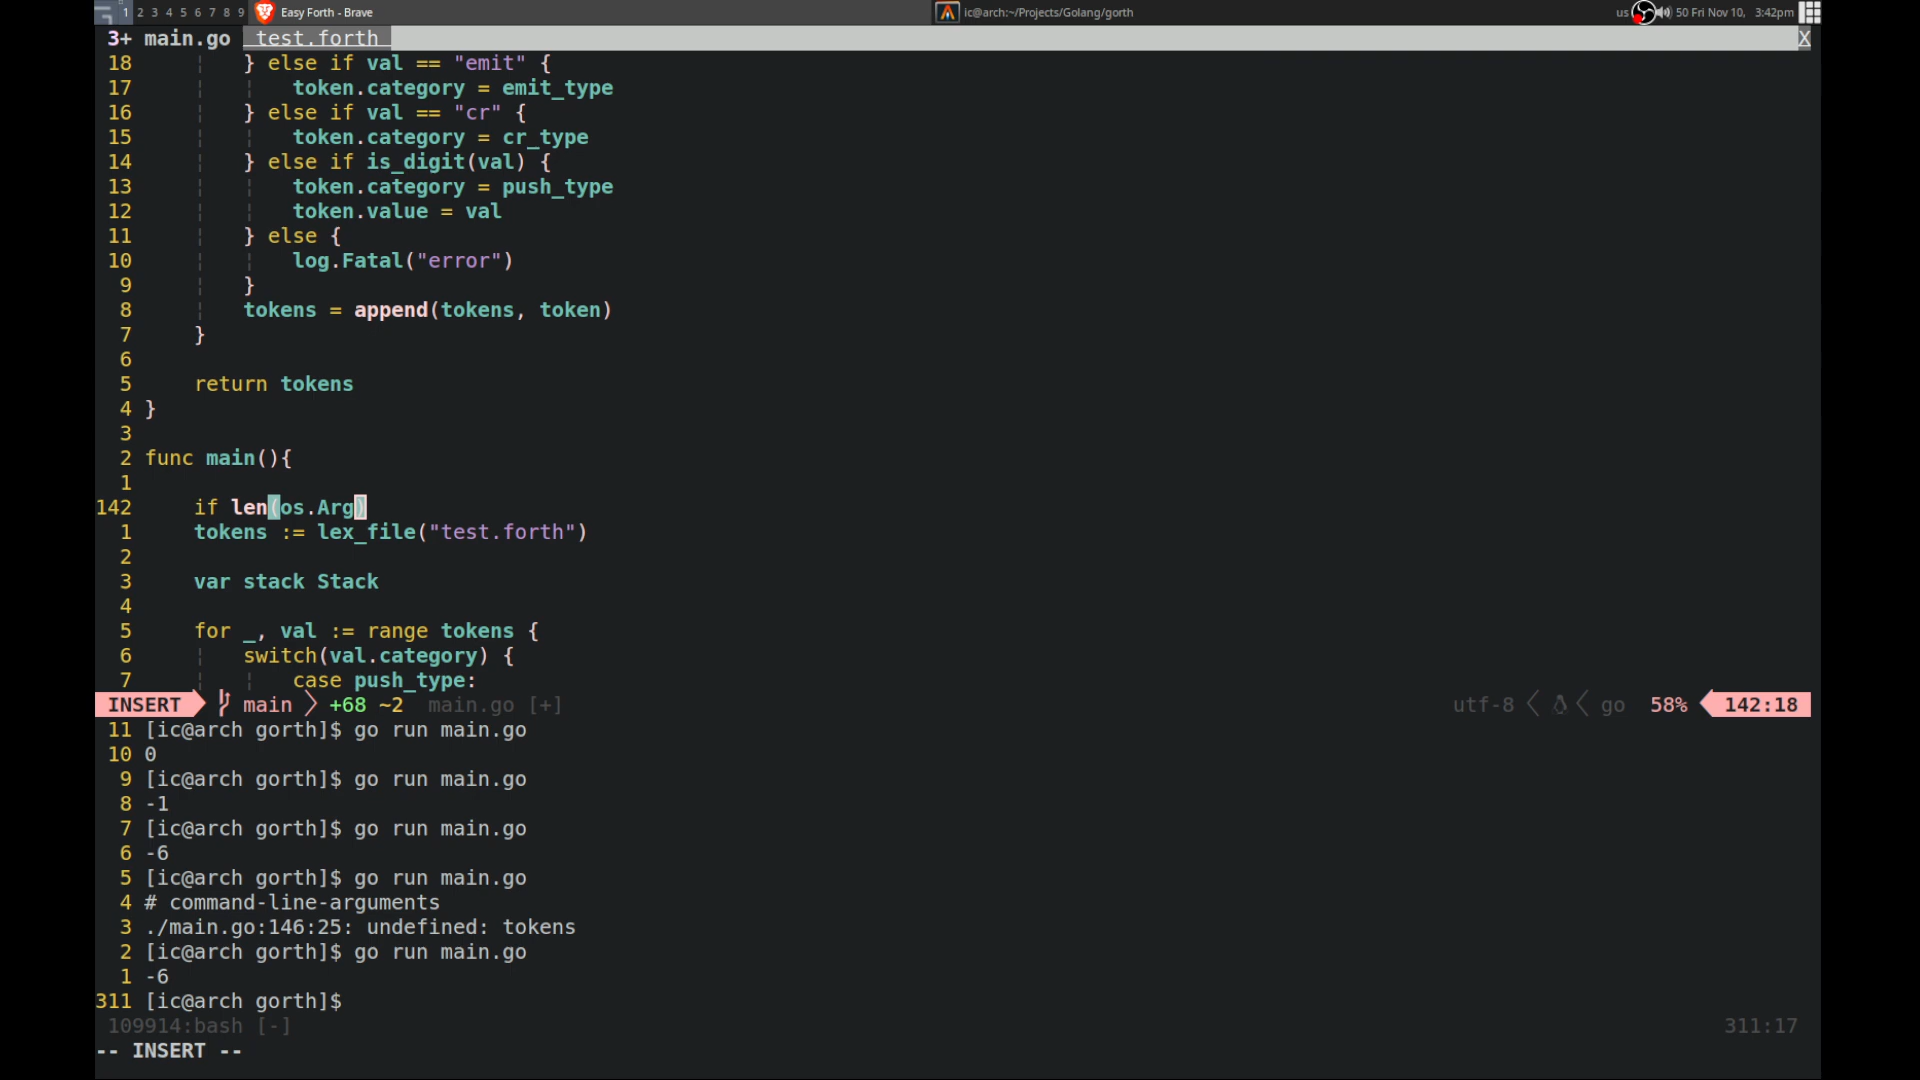 1 2 3 4 5 6 7 8 9 Easy Forth - Brave ic@arch:~/Projects/Golang/gorth us 50 Fri Nov 10, 3:42pm
3+ main.go test.forth X
18 } else if val == "emit" {
17 token.category = emit_type
16 } else if val == "cr" {
15 token.category = cr_type
14 } else if is_digit(val) {
13 token.category = push_type
12 token.value = val
11 } else {
10 log.Fatal("error")
9 }
8 tokens = append(tokens, token)
7 }
6
5 return tokens
4 }
3
2 func main(){
1
142 if len(os.Arg)
1 tokens := lex_file("test.forth")
2
3 var stack Stack
4
5 for _, val := range tokens {
6 switch(val.category) {
7 case push_type:
INSERT main +68 ~2 main.go [+] utf-8 go 58% 142:18
11 [ic@arch gorth]$ go run main.go
10 0
9 [ic@arch gorth]$ go run main.go
8 -1
7 [ic@arch gorth]$ go run main.go
6 -6
5 [ic@arch gorth]$ go run main.go
4 # command-line-arguments
3 ./main.go:146:25: undefined: tokens
2 [ic@arch gorth]$ go run main.go
1 -6
311 [ic@arch gorth]$
109914:bash [-] 311:17
-- INSERT --